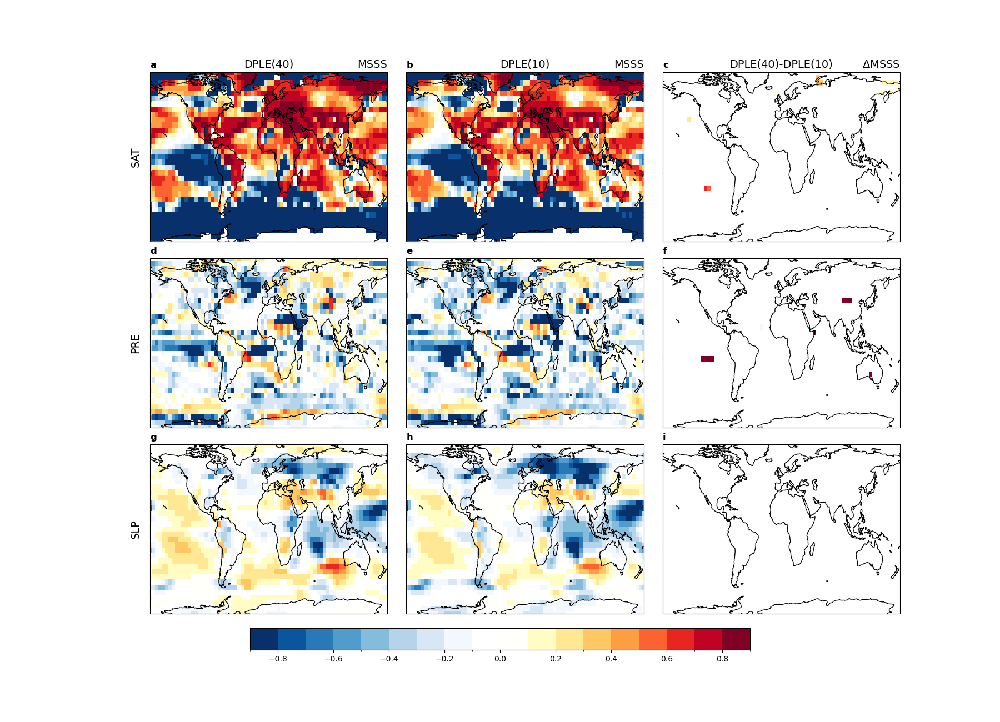 a DPLE(40) MSSS
b DPLE(10) MSSS
c DPLE(40)-DPLE(10) ΔMSSS
SAT
d
e
f
PRE
g
h
i
SLP
−0.8 −0.6 −0.4 −0.2 0.0 0.2 0.4 0.6 0.8